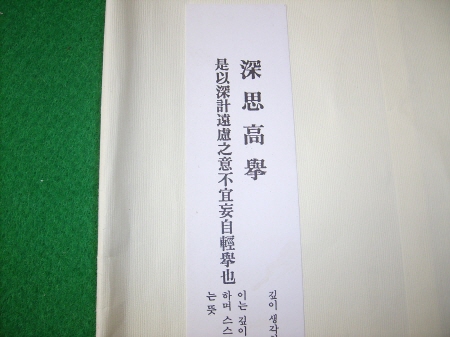 深思高擧
是以深計遠慮之意不宜妄自輕擧也
깊이 생각
이는 깊이
하며 스스
는 뜻